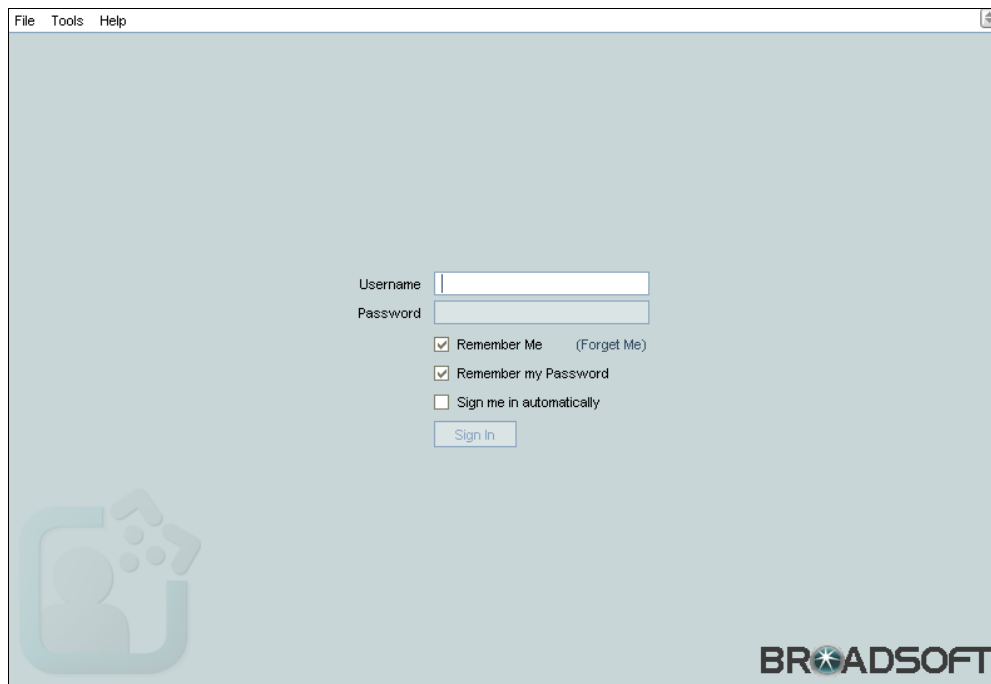 File Tools Help
Username
Password
Remember Me (Forget Me)
Remember my Password
Sign me in automatically
Sign In
BROADSOFT